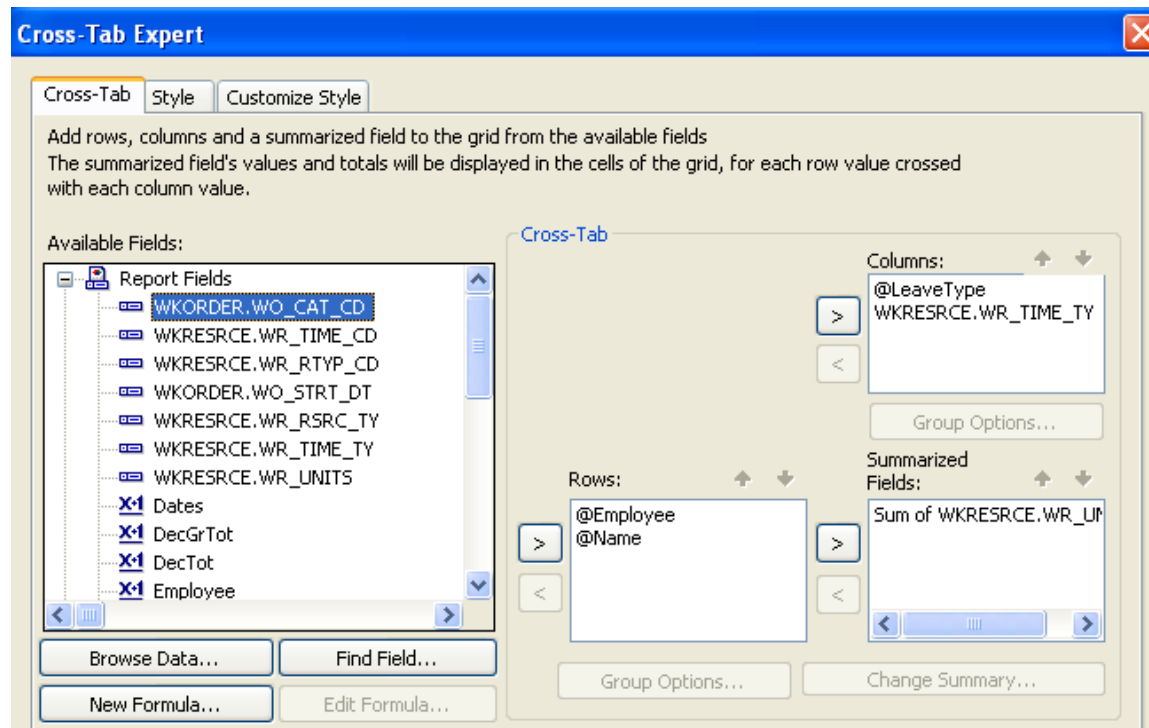 Cross-Tab Expert
Cross-Tab
Style
Customize Style
Add rows, columns and a summarized field to the grid from the available fields
The summarized field's values and totals will be displayed in the cells of the grid, for each row value crossed
with each column value.
Available Fields:
Report Fields
WKORDER.WO_CAT_CD
WKRESRCE.WR_TIME_CD
WKRESRCE.WR_RTYP_CD
WKORDER.WO_STRT_DT
WKRESRCE.WR_RSRC_TY
WKRESRCE.WR_TIME_TY
WKRESRCE.WR_UNITS
X+1 Dates
X+1 DecGrTot
X+1 DecTot
X+1 Employee
Browse Data...
Find Field...
New Formula...
Edit Formula...
Cross-Tab
Columns:
@LeaveType
WKRESRCE.WR_TIME_TY
>
<
Group Options...
Rows:
@Employee
@Name
>
<
Group Options...
Summarized
Fields:
Sum of WKRESRCE.WR_UN
>
<
Change Summary...